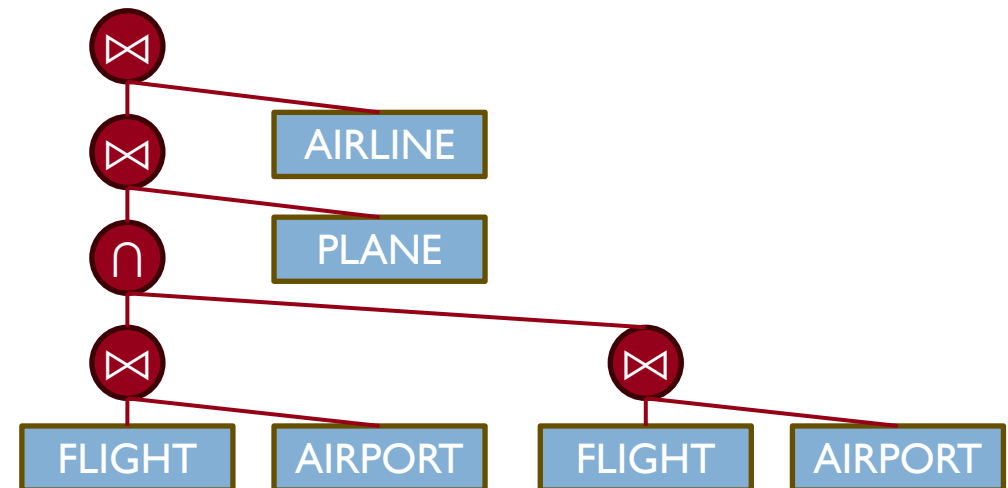 ⋈
AIRLINE
⋈
PLANE
∩
⋈
⋈
FLIGHT
AIRPORT
FLIGHT
AIRPORT